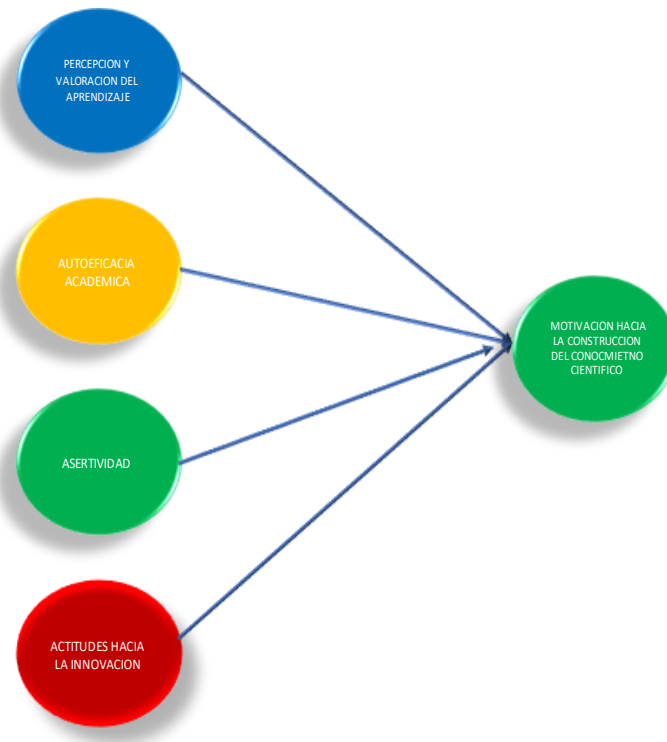 PERCEPCION Y
VALORACION DEL
APRENDIZAJE
AUTOEFICACIA
ACADEMICA
ASERTIVIDAD
ACTITUDES HACIA
LA INNOVACION
MOTIVACION HACIA
LA CONSTRUCCION
DEL CONOCMIETNO
CIENTIFICO